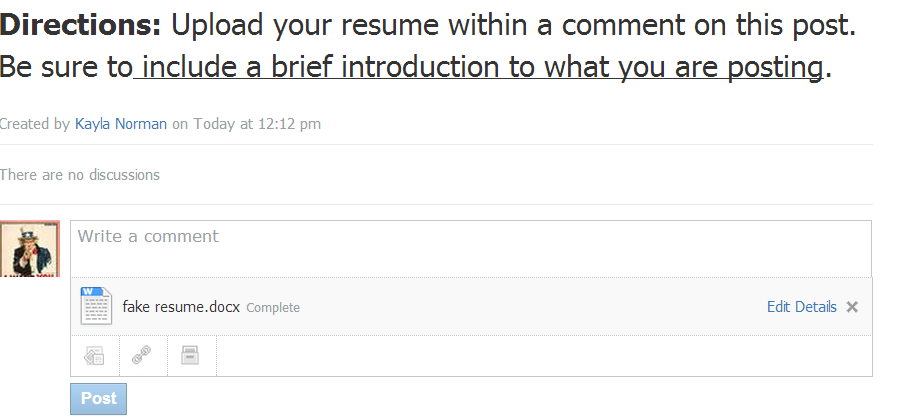 Directions: Upload your resume within a comment on this post.
Be sure to include a brief introduction to what you are posting.
Created by Kayla Norman on Today at 12:12 pm
There are no discussions
Write a comment
W
fake resume.docx Complete Edit Details
Post